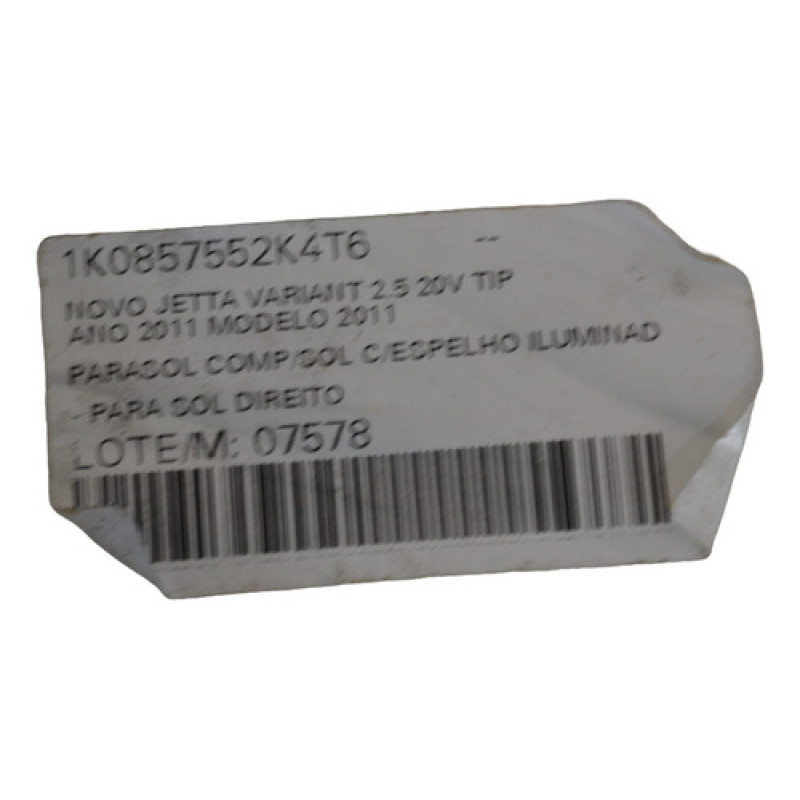 1K0857552K4T6 --
NOVO JETTA VARIANT 2.5 20V TIP
ANO 2011 MODELO 2011
PARASOL COMP/SOL C/ESPELHO ILUMINAD
- PARA SOL DIREITO
LOTE/M: 07578